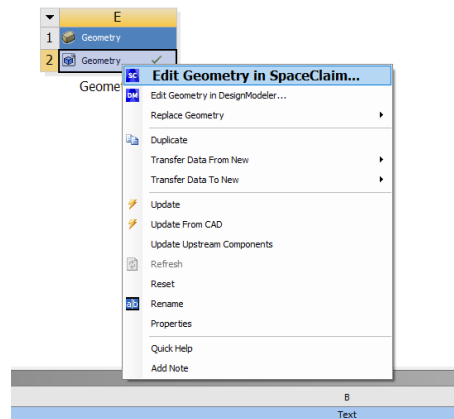 E
1 Geometry
2 Geometry
Geome
SC Edit Geometry in SpaceClaim...
DM Edit Geometry in DesignModeler...
Replace Geometry
Duplicate
Transfer Data From New
Transfer Data To New
Update
Update From CAD
Update Upstream Components
Refresh
Reset
ab Rename
Properties
Quick Help
Add Note
B
Text